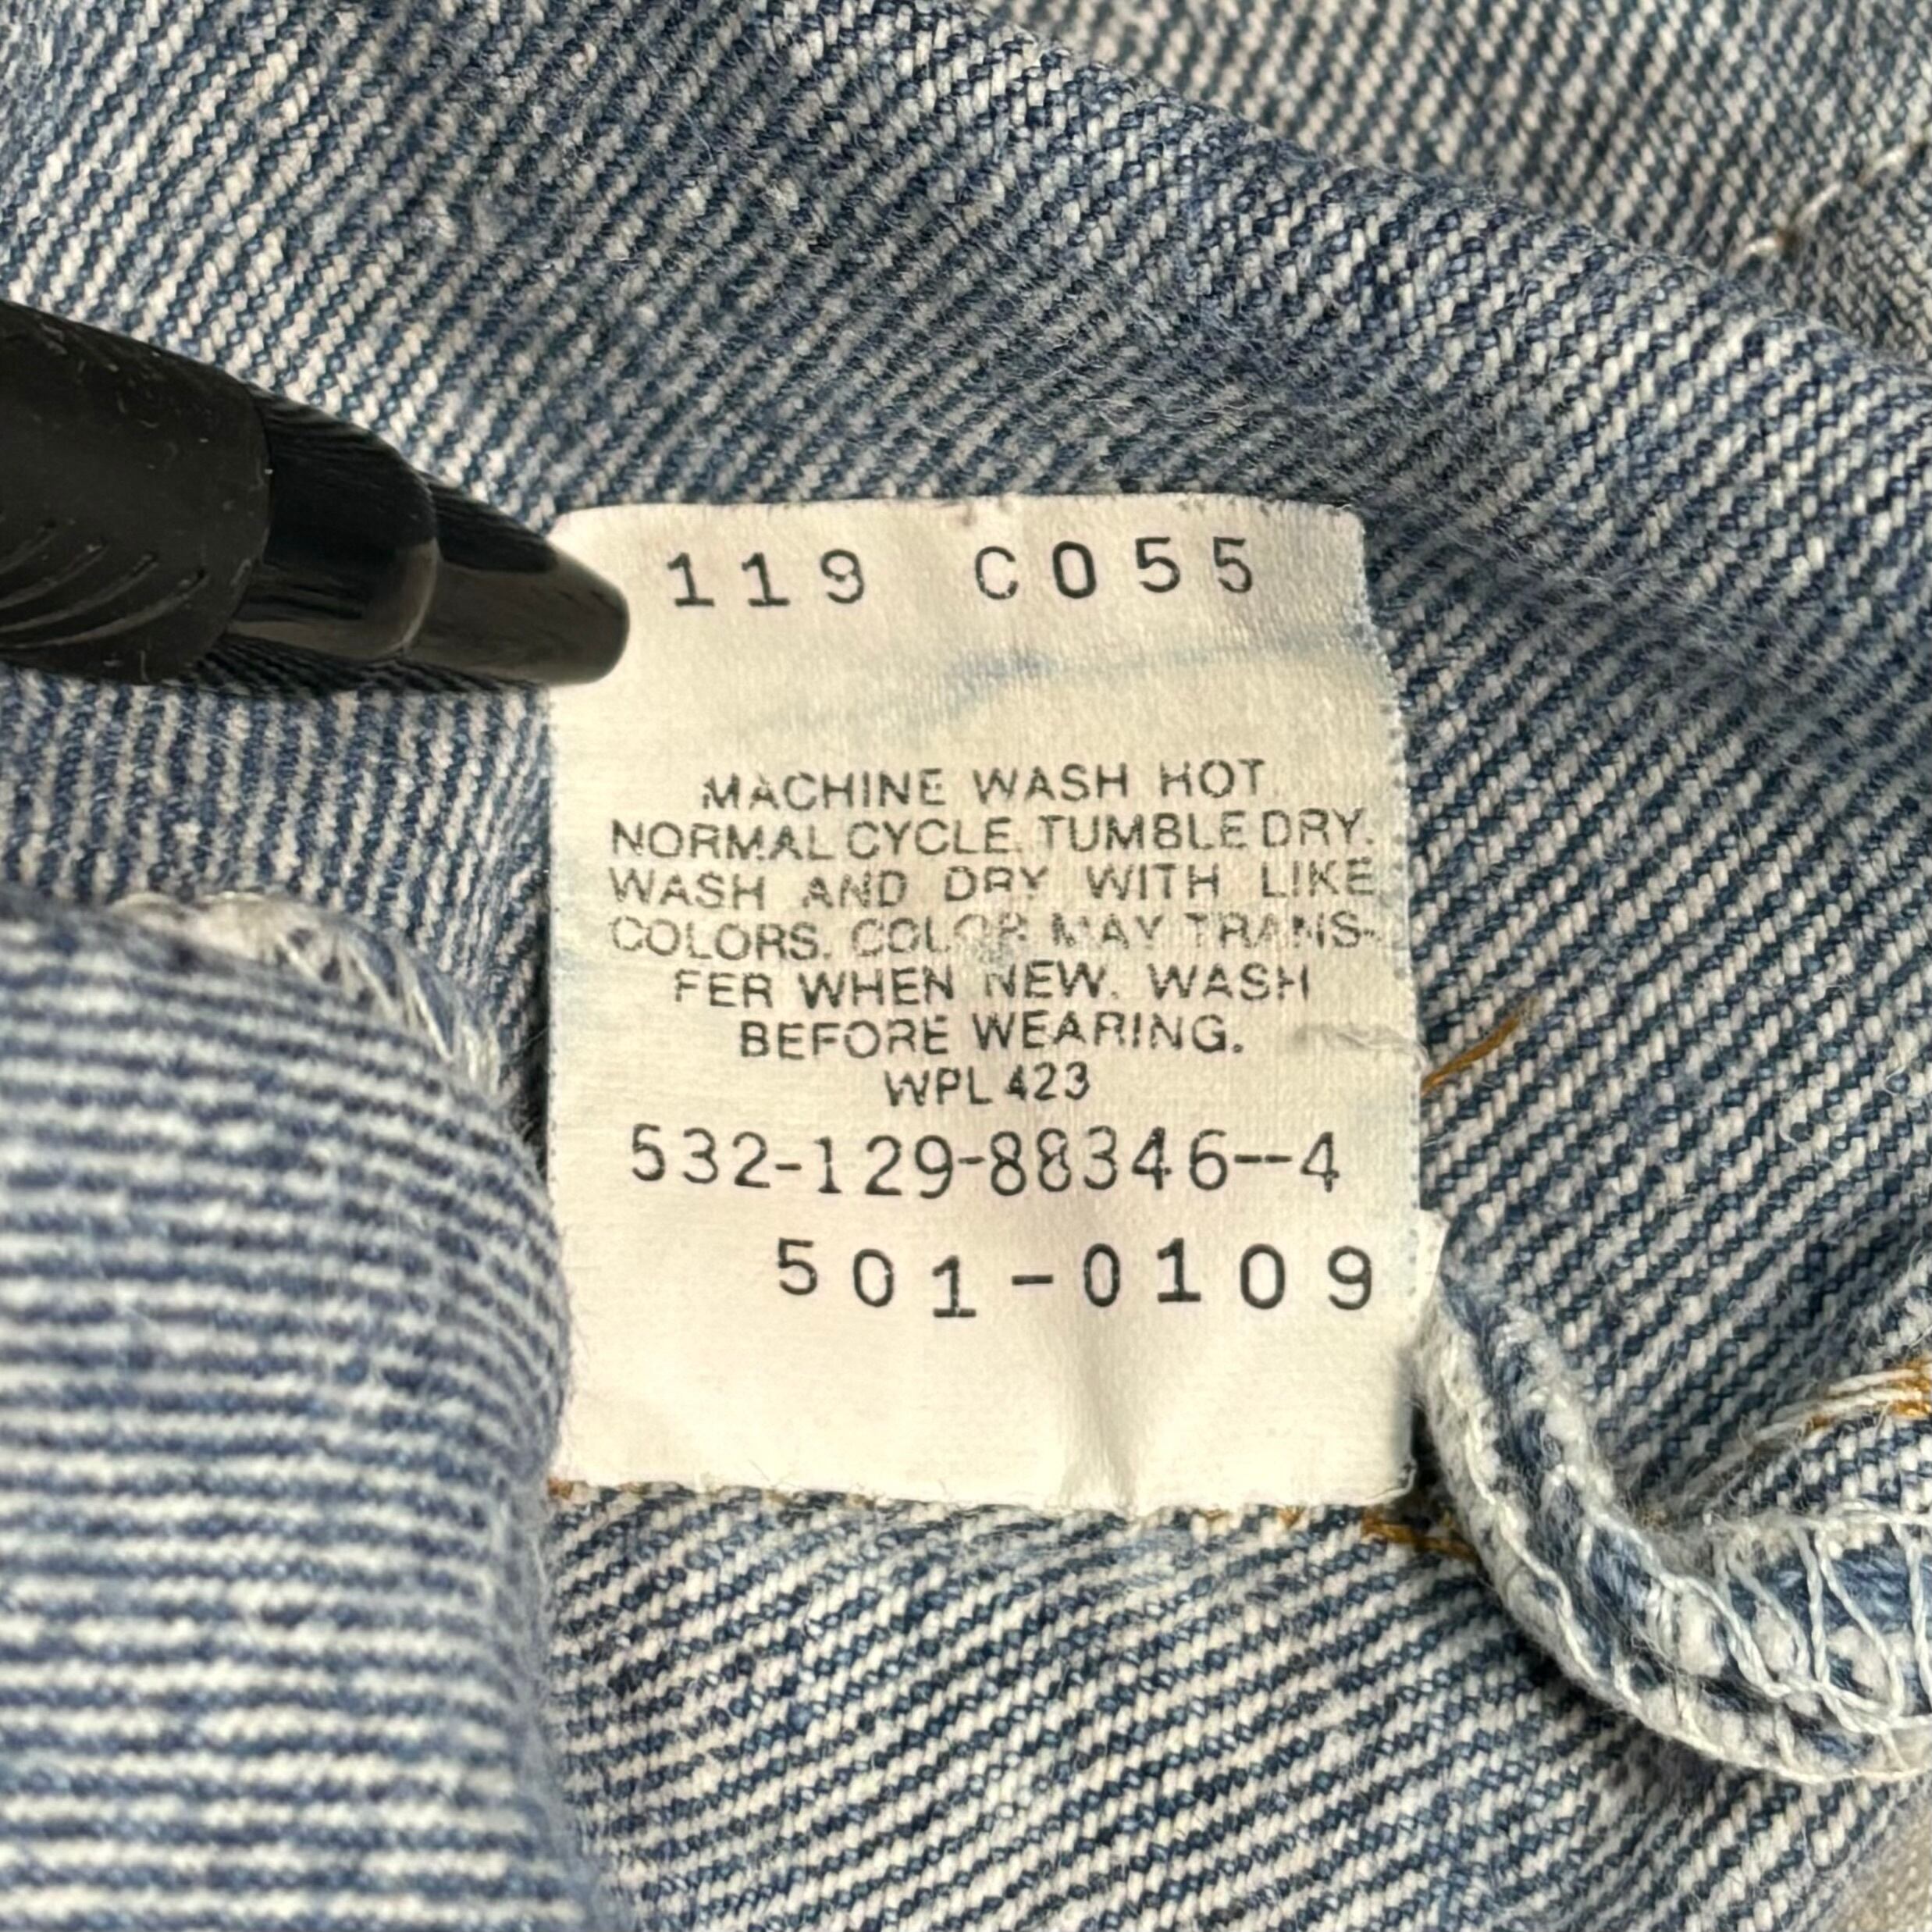 119 C055
MACHINE WASH HOT.
NORMAL CYCLE. TUMBLE DRY.
WASH AND DRY WITH LIKE
COLORS. COLOR MAY TRANS-
FER WHEN NEW. WASH
BEFORE WEARING.
WPL 423
532-129-88346--4
501-0109